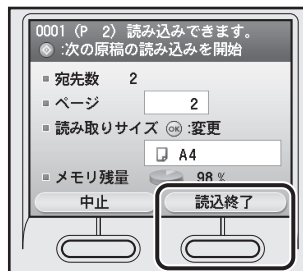 0001（P 2）読み込みできます。
:次の原稿の読み込みを開始
宛先数 2
ページ 2
読み取りサイズ OK :変更
A4
メモリ残量 98 %
中止 読込終了